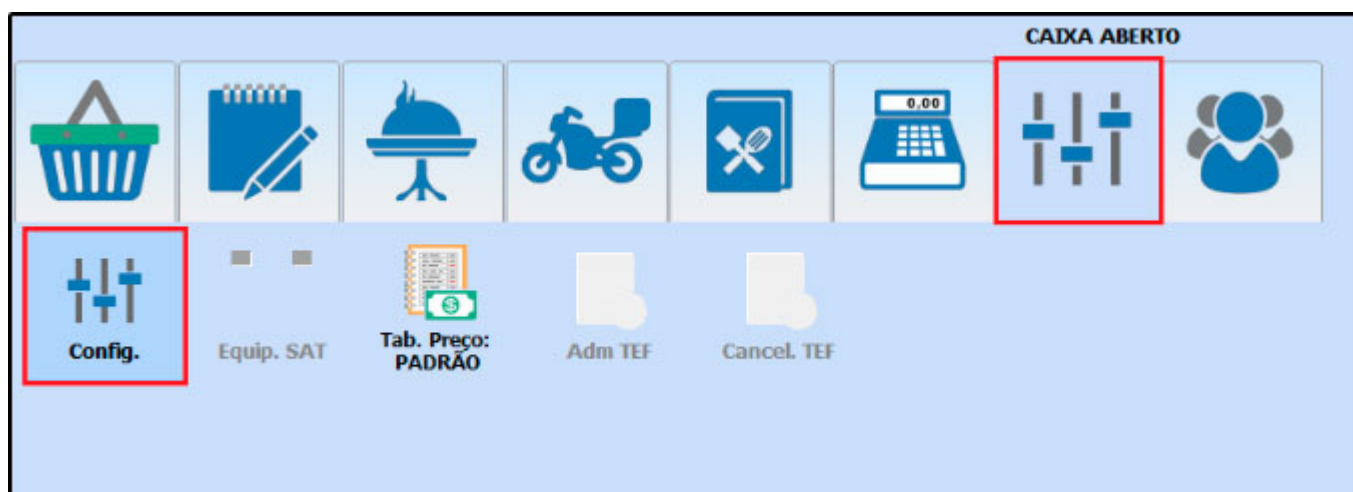 CAIXA ABERTO
0,00
Config.
Equip. SAT
Tab. Preço:
PADRÃO
Adm TEF
Cancel. TEF